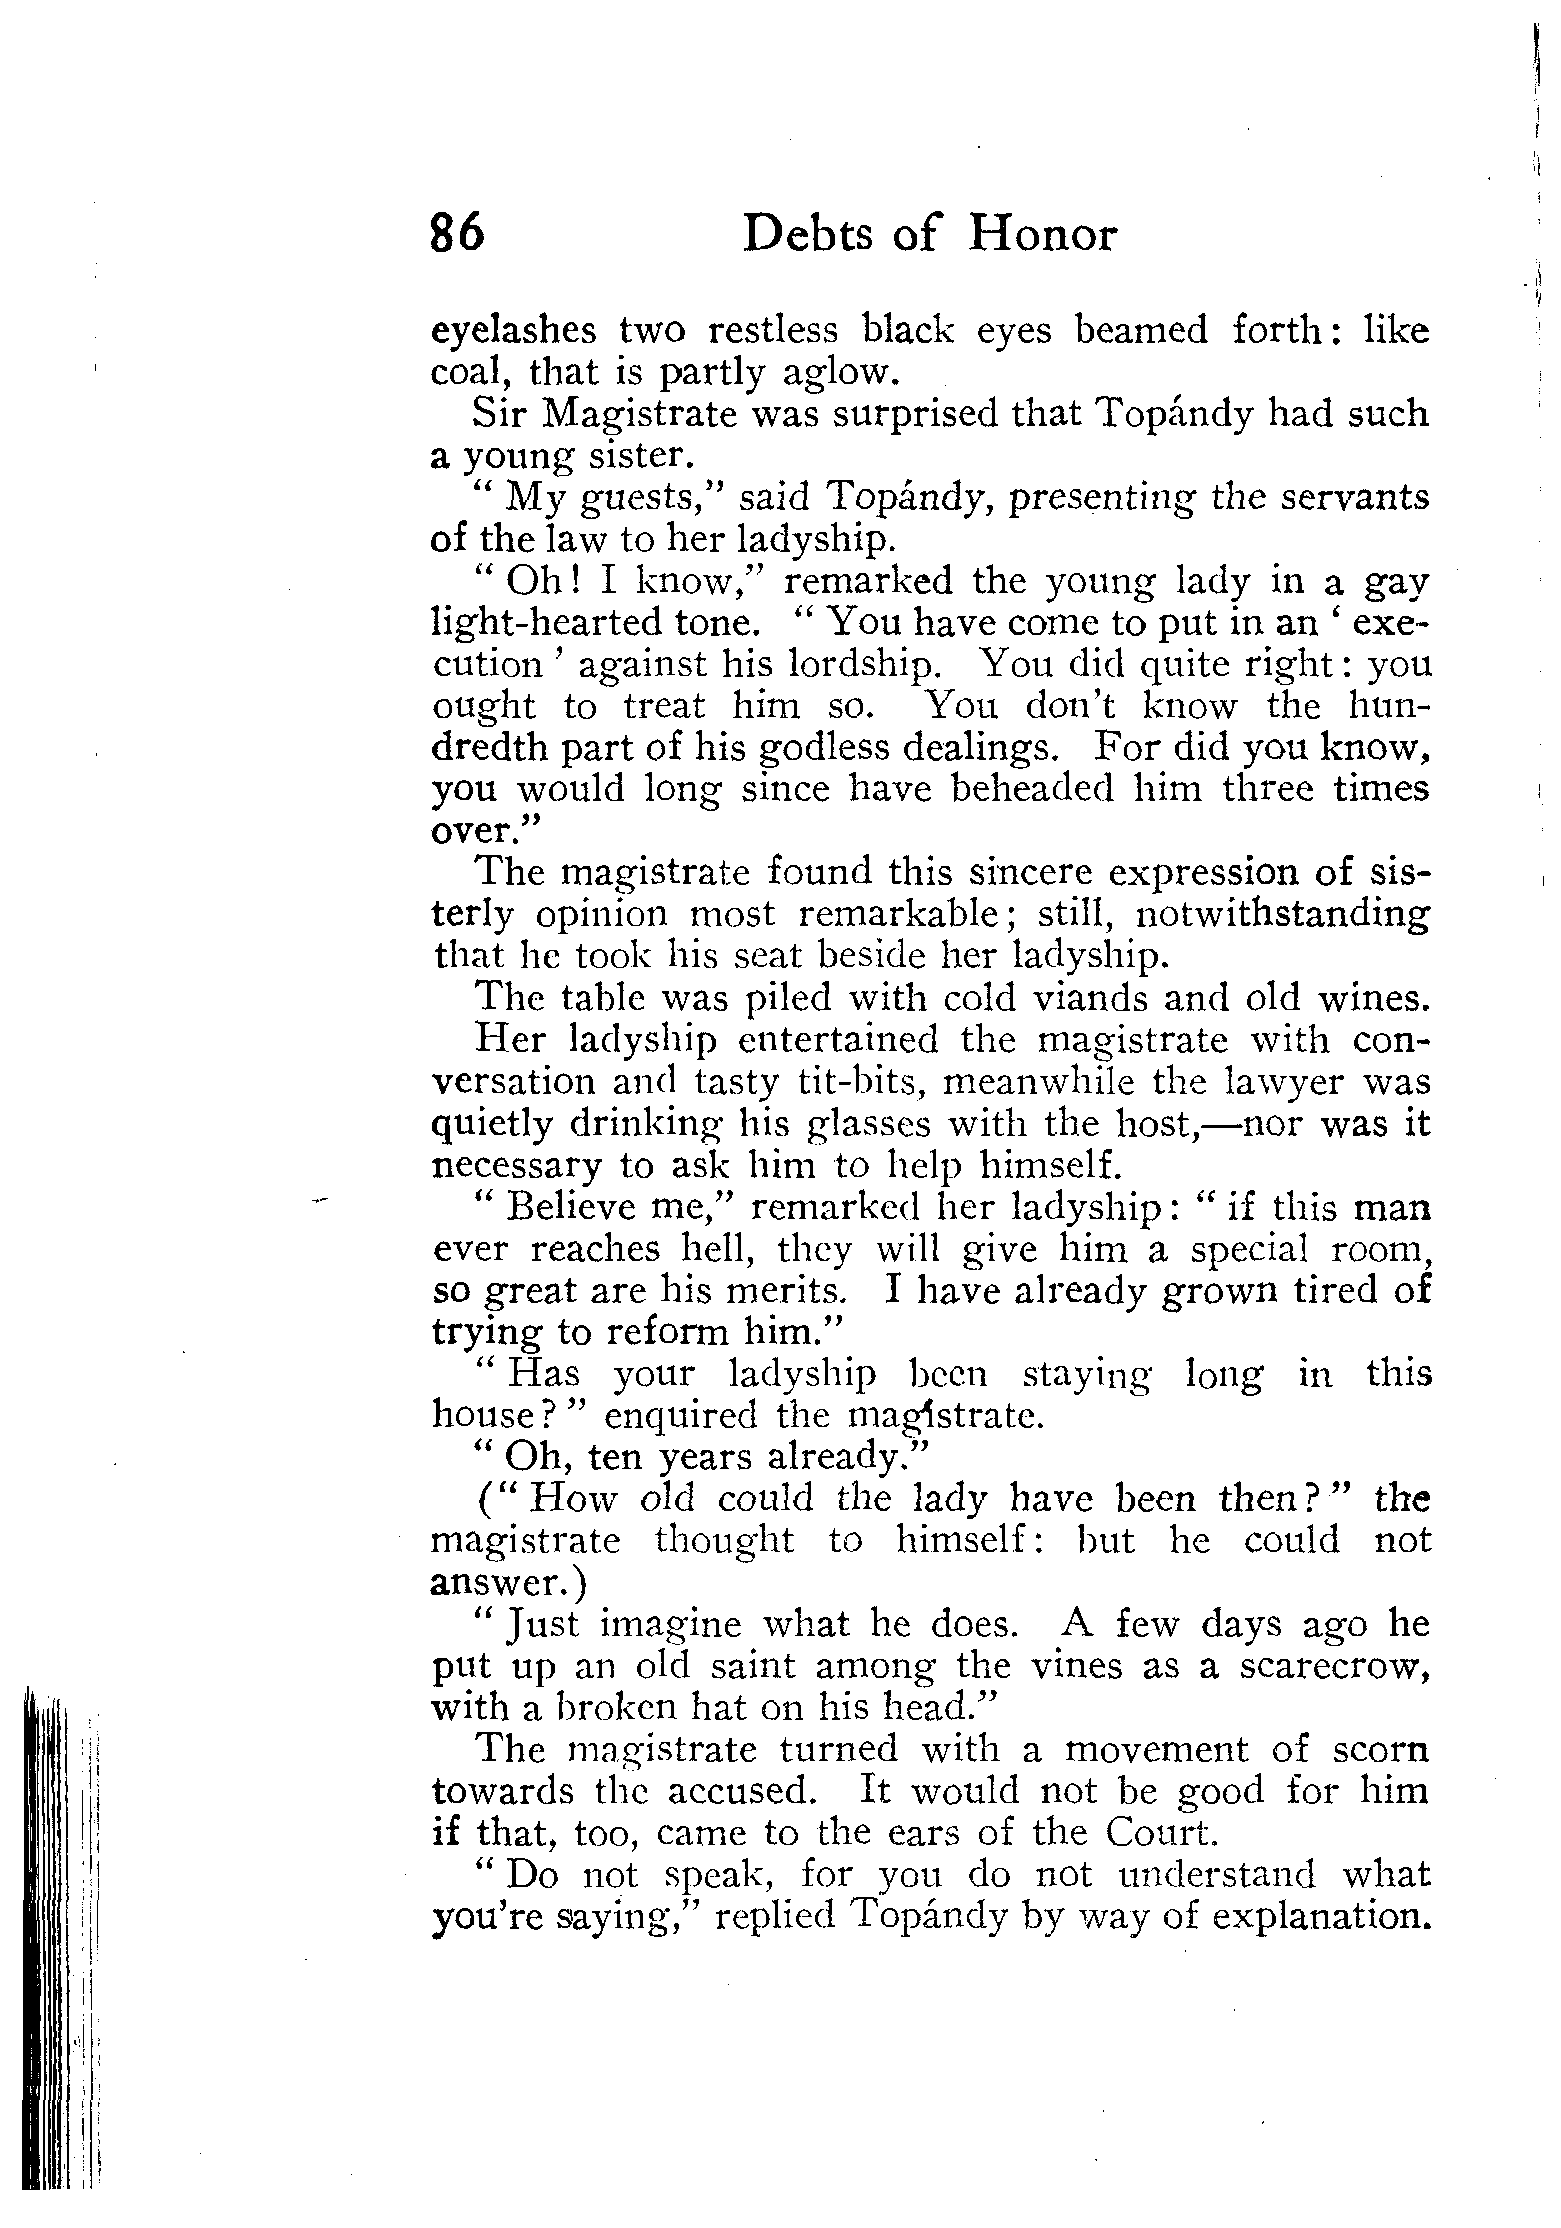 86 Debts of Honor
eyelashes two restless black eyes beamed forth: like
coal, that is partly aglow.
Sir Magistrate was surprised that Topándy had such
a young sister.
“ My guests,” said Topándy, presenting the servants
of the law to her ladyship.
“ Oh! I know,” remarked the young lady in a gay
light-hearted tone. “ You have come to put in an ‘ exe-
cution ’ against his lordship. You did quite right: you
ought to treat him so. You don't know the hun-
dredth part of his godless dealings. For did you know,
you would long since have beheaded him three times
over.”
The magistrate found this sincere expression of sis-
terly opinion most remarkable; still, notwithstanding
that he took his seat beside her ladyship.
The table was piled with cold viands and old wines.
Her ladyship entertained the magistrate with con-
versation and tasty tit-bits, meanwhile the lawyer was
quietly drinking his glasses with the host,—nor was it
necessary to ask him to help himself.
“ Believe me,” remarked her ladyship: “ if this man
ever reaches hell, they will give him a special room,
so great are his merits. I have already grown tired of
trying to reform him.”
“ Has your ladyship been staying long in this
house? ” enquired the magistrate.
“ Oh, ten years already.”
(“ How old could the lady have been then? ” the
magistrate thought to himself: but he could not
answer.)
“ Just imagine what he does. A few days ago he
put up an old saint among the vines as a scarecrow,
with a broken hat on his head.”
The magistrate turned with a movement of scorn
towards the accused. It would not be good for him
if that, too, came to the ears of the Court.
“ Do not speak, for you do not understand what
you're saying,” replied Topándy by way of explanation.